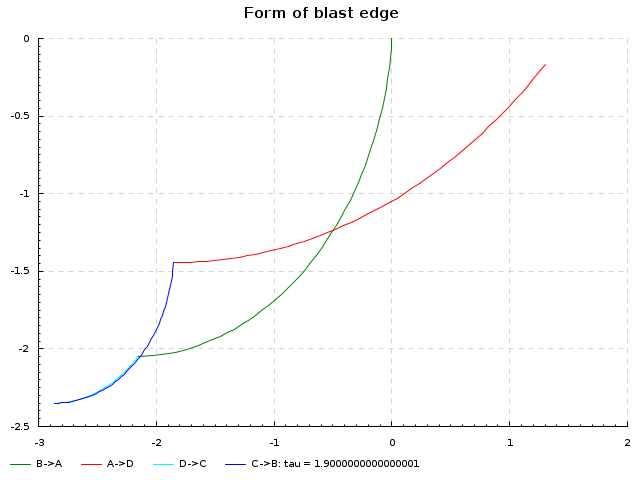 Form of blast edge
0
-0.5
-1
-1.5
-2
-2.5
-3 -2 -1 0 1 2
B->A A->D D->C C->B: tau = 1.9000000000000001